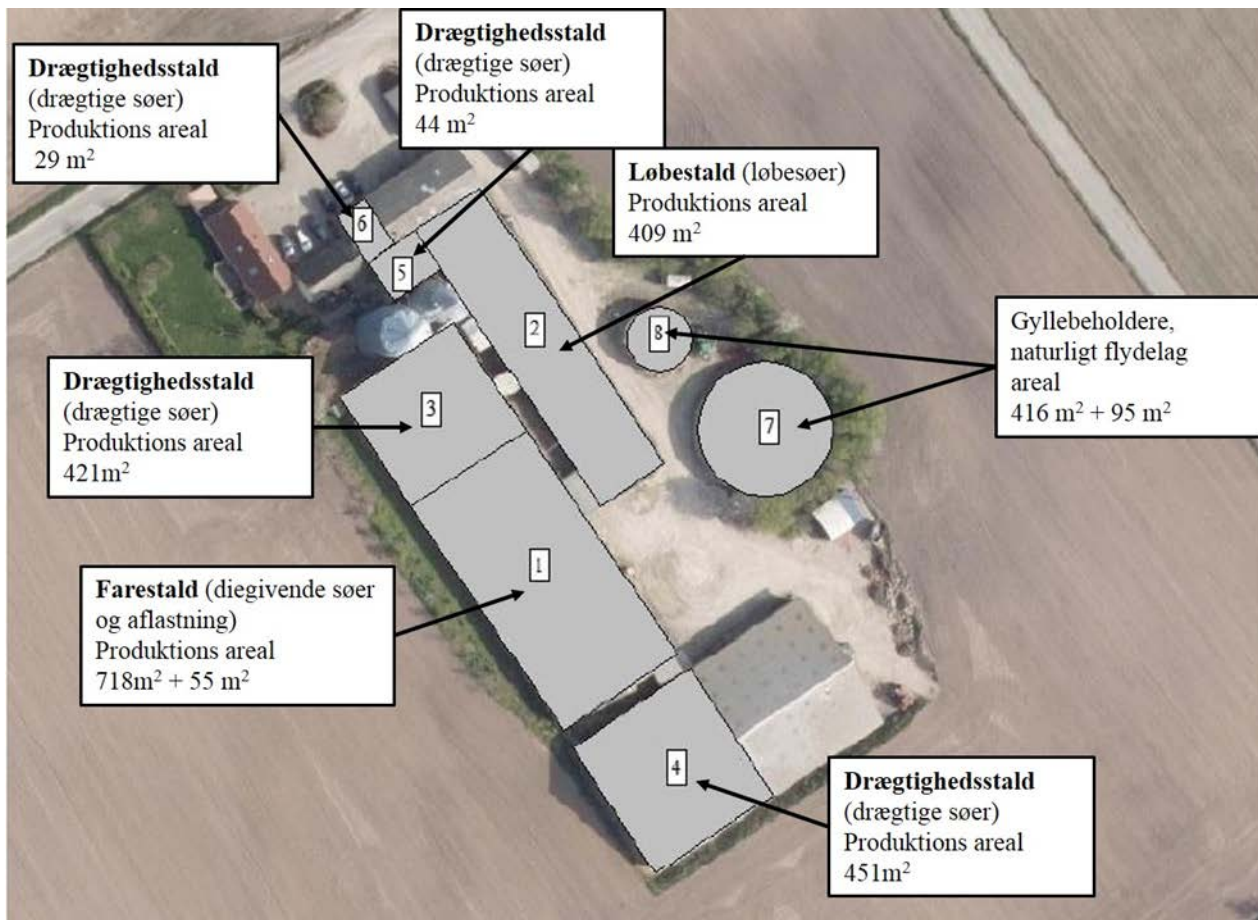 Drægtighedsstald
(drægtige søer)
Produktions areal
29 m²
Drægtighedsstald
(drægtige søer)
Produktions areal
44 m²
Løbestald (løbesøer)
Produktions areal
409 m²
Gyllebeholdere,
naturligt flydelag
areal
416 m² + 95 m²
Drægtighedsstald
(drægtige søer)
Produktions areal
421m²
Farestald (diegivende søer
og aflastning)
Produktions areal
718m² + 55 m²
Drægtighedsstald
(drægtige søer)
Produktions areal
451m²
6
5
2
8
3
7
1
4